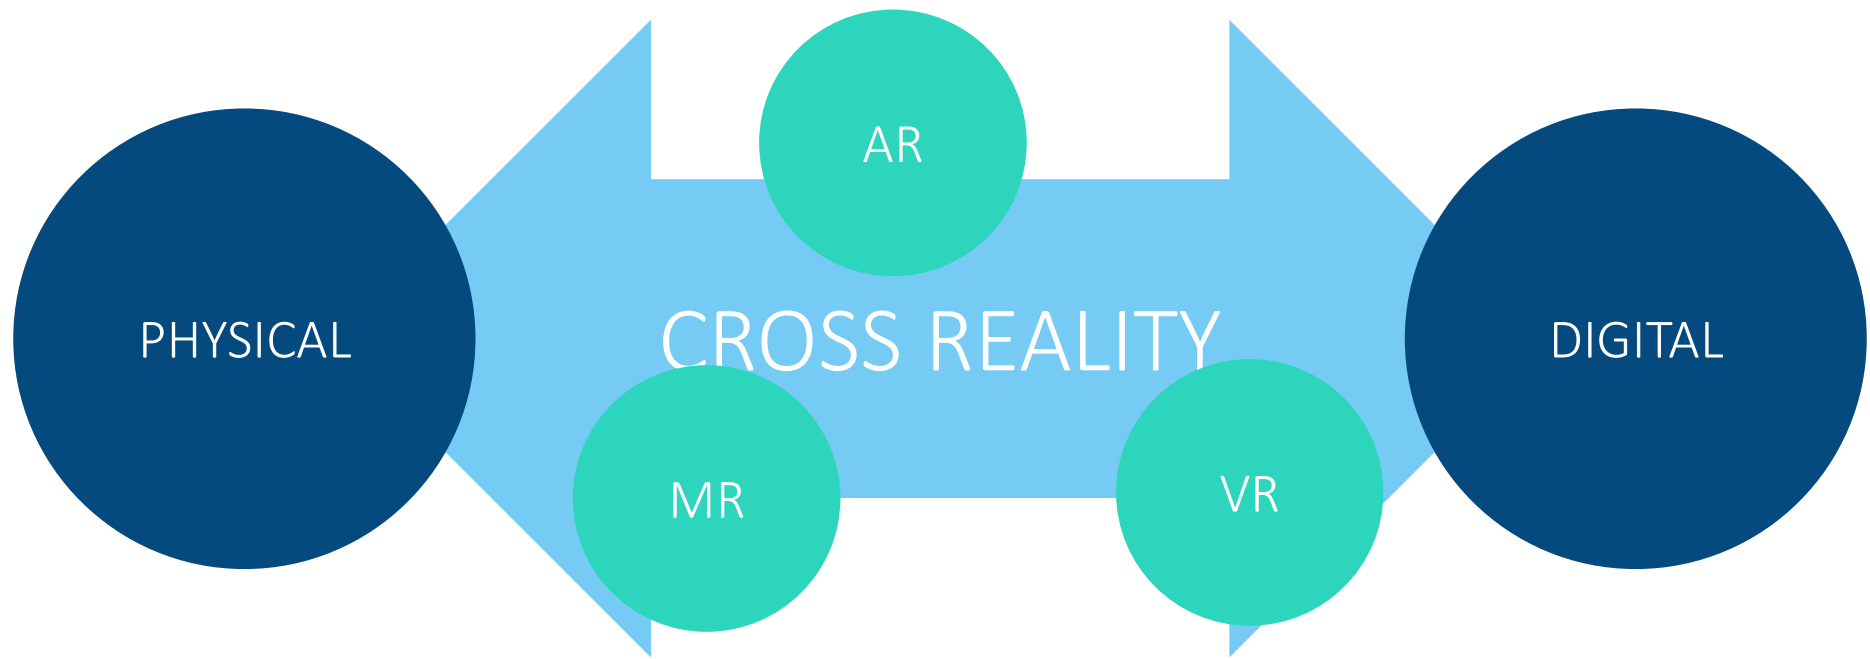 AR
PHYSICAL
CROSS REALITY
DIGITAL
MR
VR